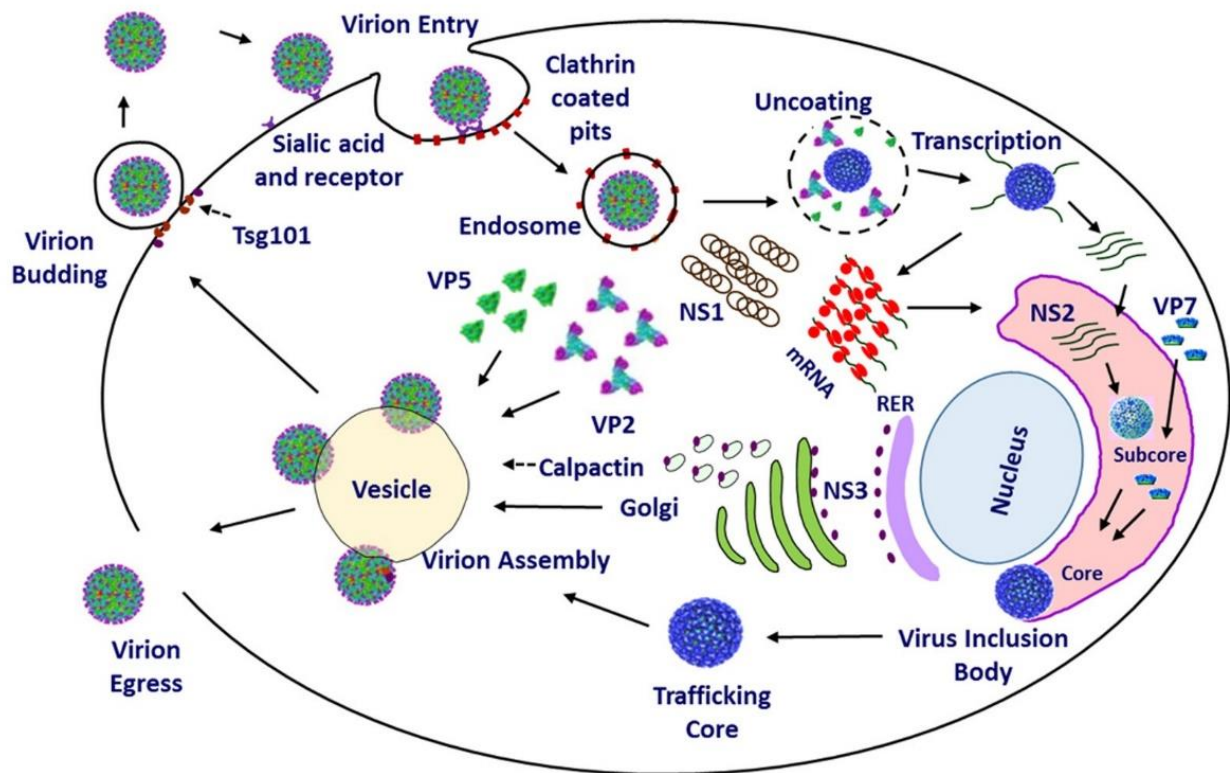 Virion Entry
Clathrin
coated
pits
Uncoating
Transcription
Sialic acid
and receptor
Endosome
Tsg101
Virion
Budding
VP5
NS1
mRNA
NS2
VP7
VP2
RER
Subcore
Calpactin
Vesicle
Golgi
NS3
Nucleus
Virion Assembly
Core
Virion
Egress
Trafficking
Core
Virus Inclusion
Body